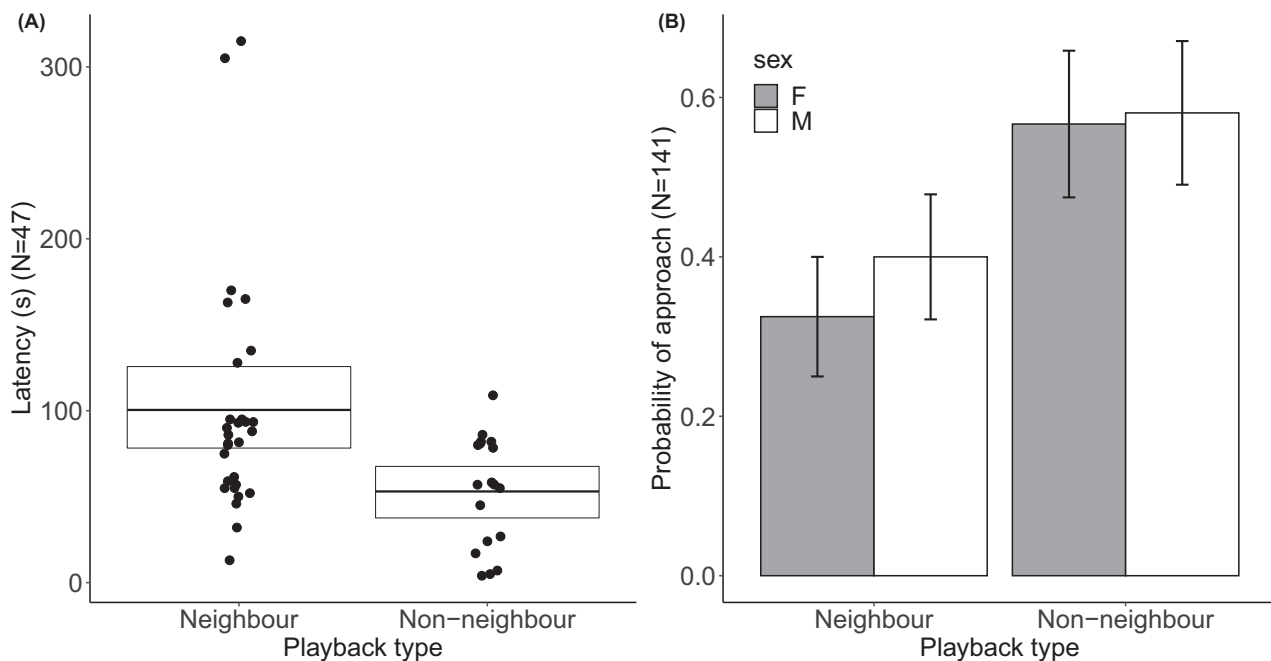 (A)
Latency (s) (N=47)
300
200
100
0
Neighbour
Non−neighbour
Playback type
(B)
Probability of approach (N=141)
0.6
0.4
0.2
0.0
sex
F
M
Neighbour
Non−neighbour
Playback type